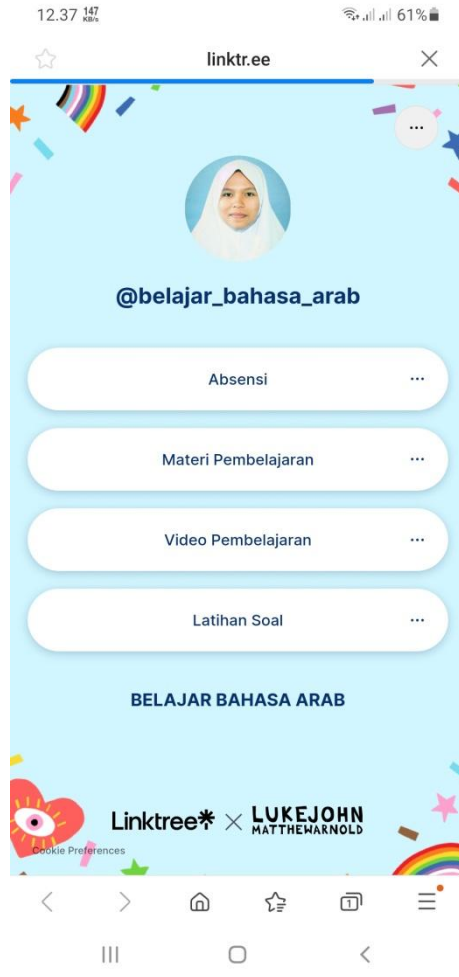 12.37 147 KB/s 61%
linktr.ee
@belajar_bahasa_arab
Absensi
Materi Pembelajaran
Video Pembelajaran
Latihan Soal
BELAJAR BAHASA ARAB
Linktree* × LUKEJOHN
MATTHEWARNOLD
Cookie Preferences
1